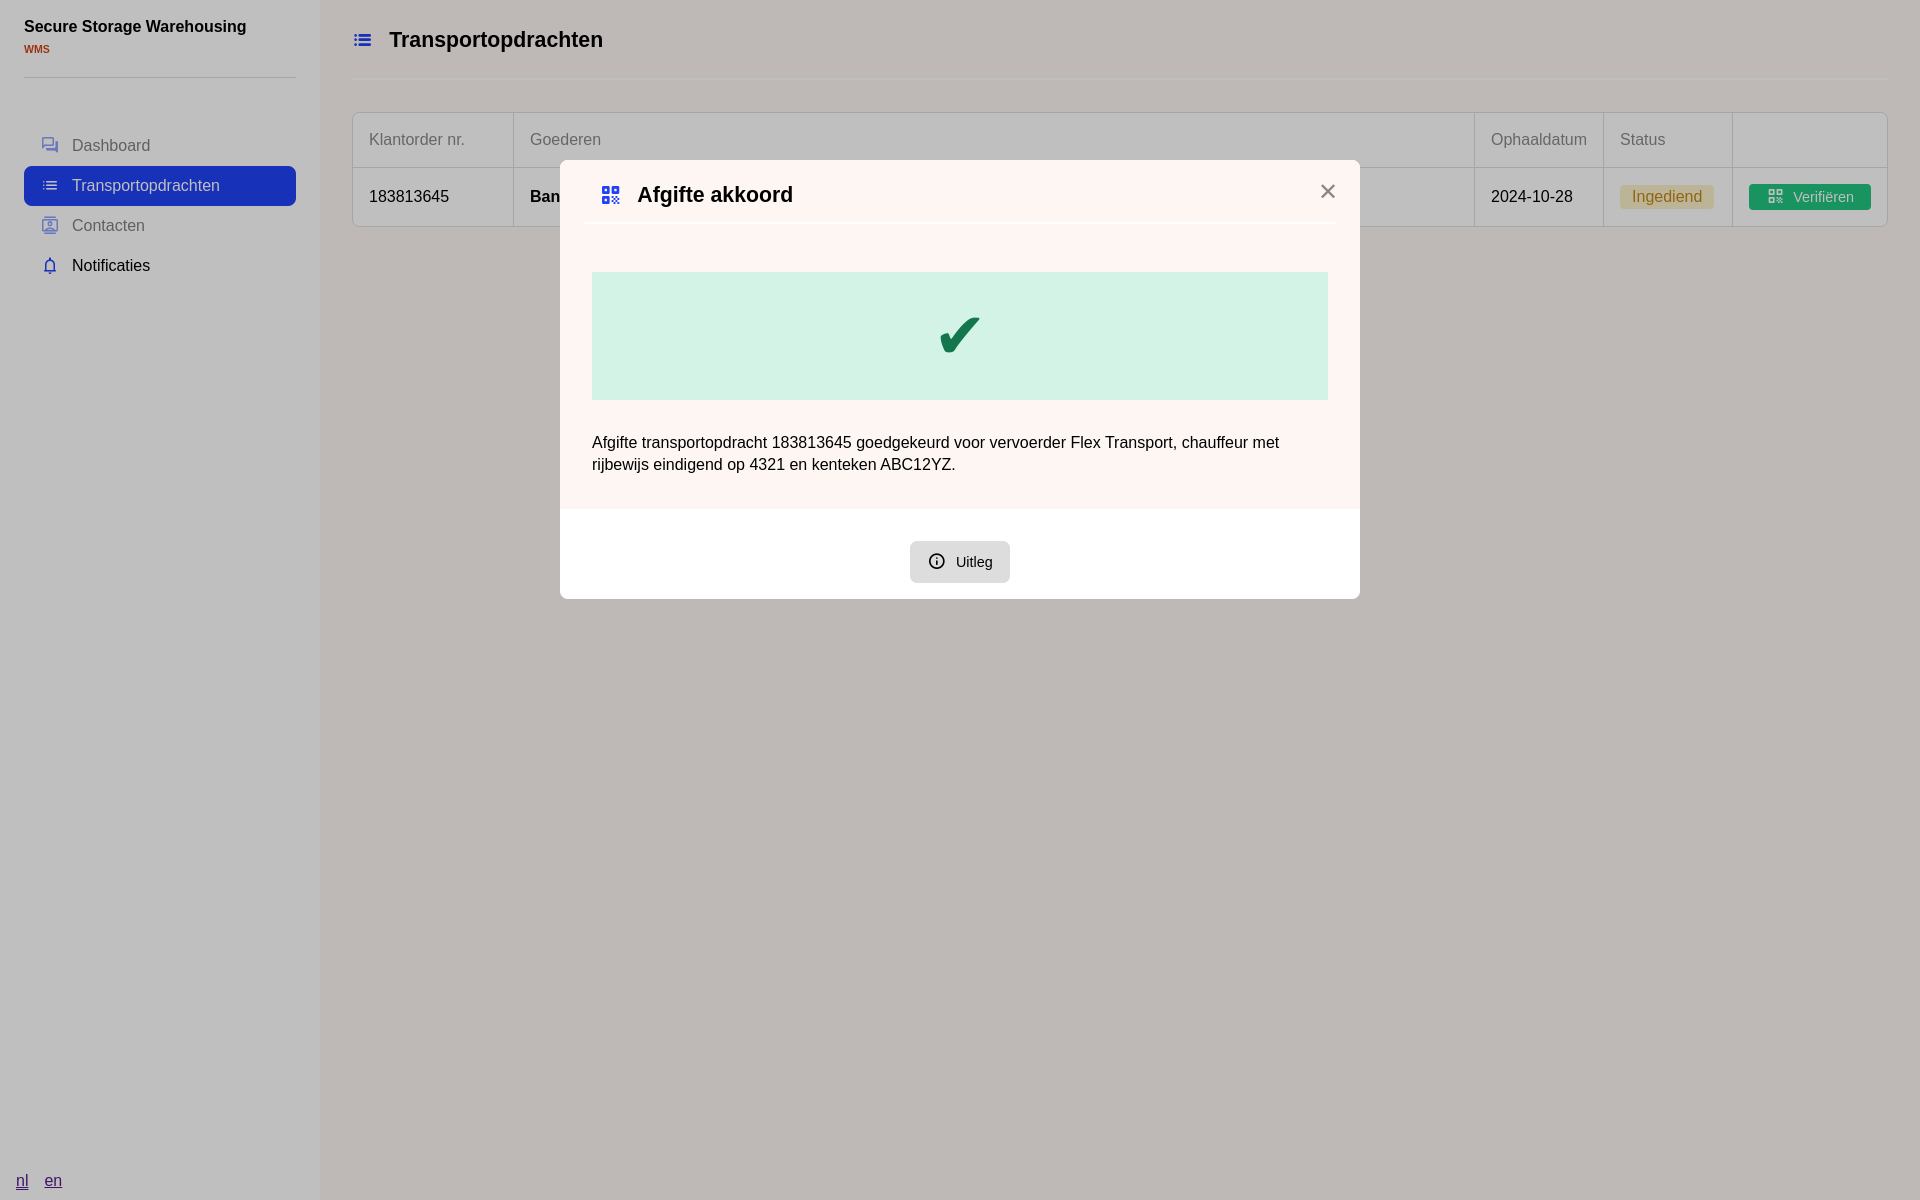 Secure Storage Warehousing
WMS
Dashboard
Transportopdrachten
Contacten
Notificaties
nl en
Transportopdrachten
Klantorder nr. Goederen Ophaaldatum Status
183813645 Ban 2024-10-28 Ingediend Verifiëren
Afgifte akkoord
Afgifte transportopdracht 183813645 goedgekeurd voor vervoerder Flex Transport, chauffeur met
rijbewijs eindigend op 4321 en kenteken ABC12YZ.
Uitleg